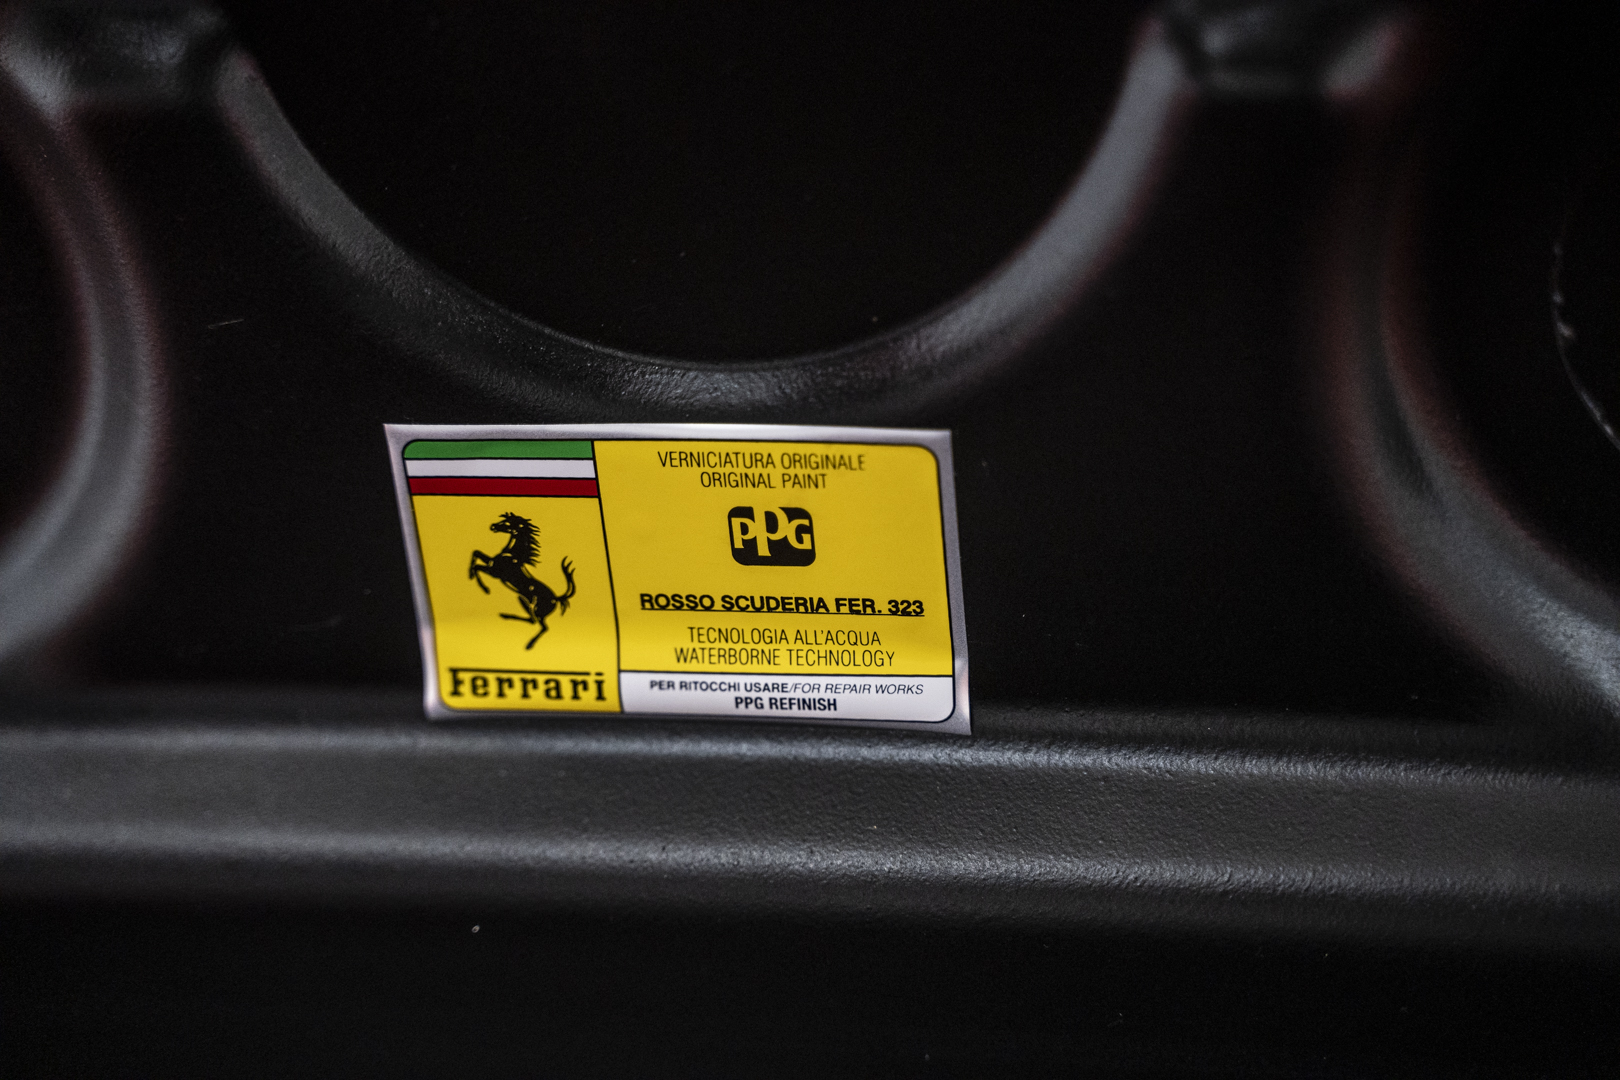 VERNICIATURA ORIGINALE
ORIGINAL PAINT
PPG
ROSSO SCUDERIA FER. 323
TECNOLOGIA ALL'ACQUA
WATERBORNE TECHNOLOGY
Ferrari
PER RITOCCHI USARE/FOR REPAIR WORKS
PPG REFINISH